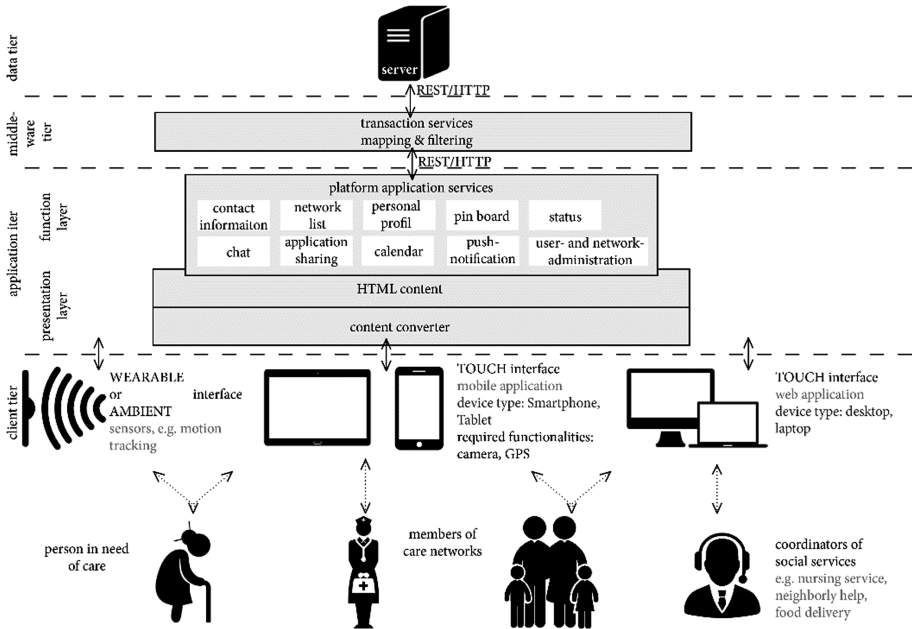 data tier
server
REST/HTTP
middle-
ware
tier
transaction services
mapping & filtering
REST/HTTP
application iter
function
layer
platform application services
contact
informaiton
network
list
personal
profil
pin board
status
chat
application
sharing
calendar
push-
notification
user- and network-
administration
presentation
layer
HTML content
content converter
client tier
WEARABLE
or interface
AMBIENT
sensors, e.g. motion
tracking
TOUCH interface
mobile application
device type: Smartphone,
Tablet
required functionalities:
camera, GPS
TOUCH interface
web application
device type: desktop,
laptop
person in need
of care
members of
care networks
coordinators of
social services
e.g. nursing service,
neighborly help,
food delivery